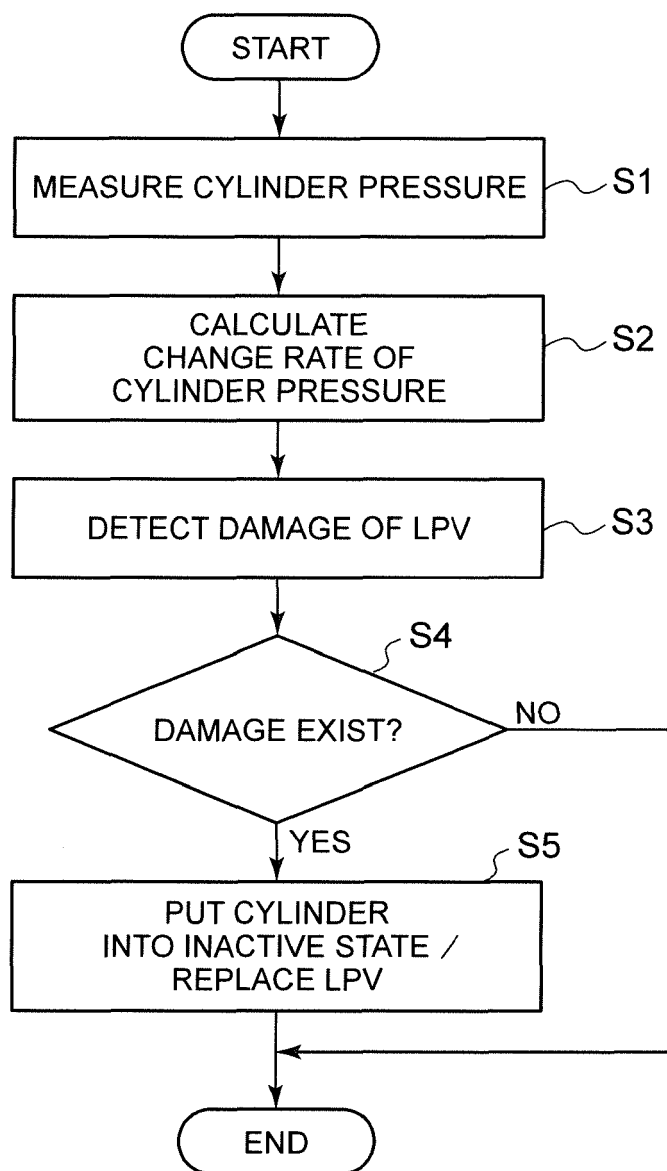 START
MEASURE CYLINDER PRESSURE
S1
CALCULATE
CHANGE RATE OF
CYLINDER PRESSURE
S2
DETECT DAMAGE OF LPV
S3
S4
DAMAGE EXIST?
NO
YES
S5
PUT CYLINDER
INTO INACTIVE STATE /
REPLACE LPV
END